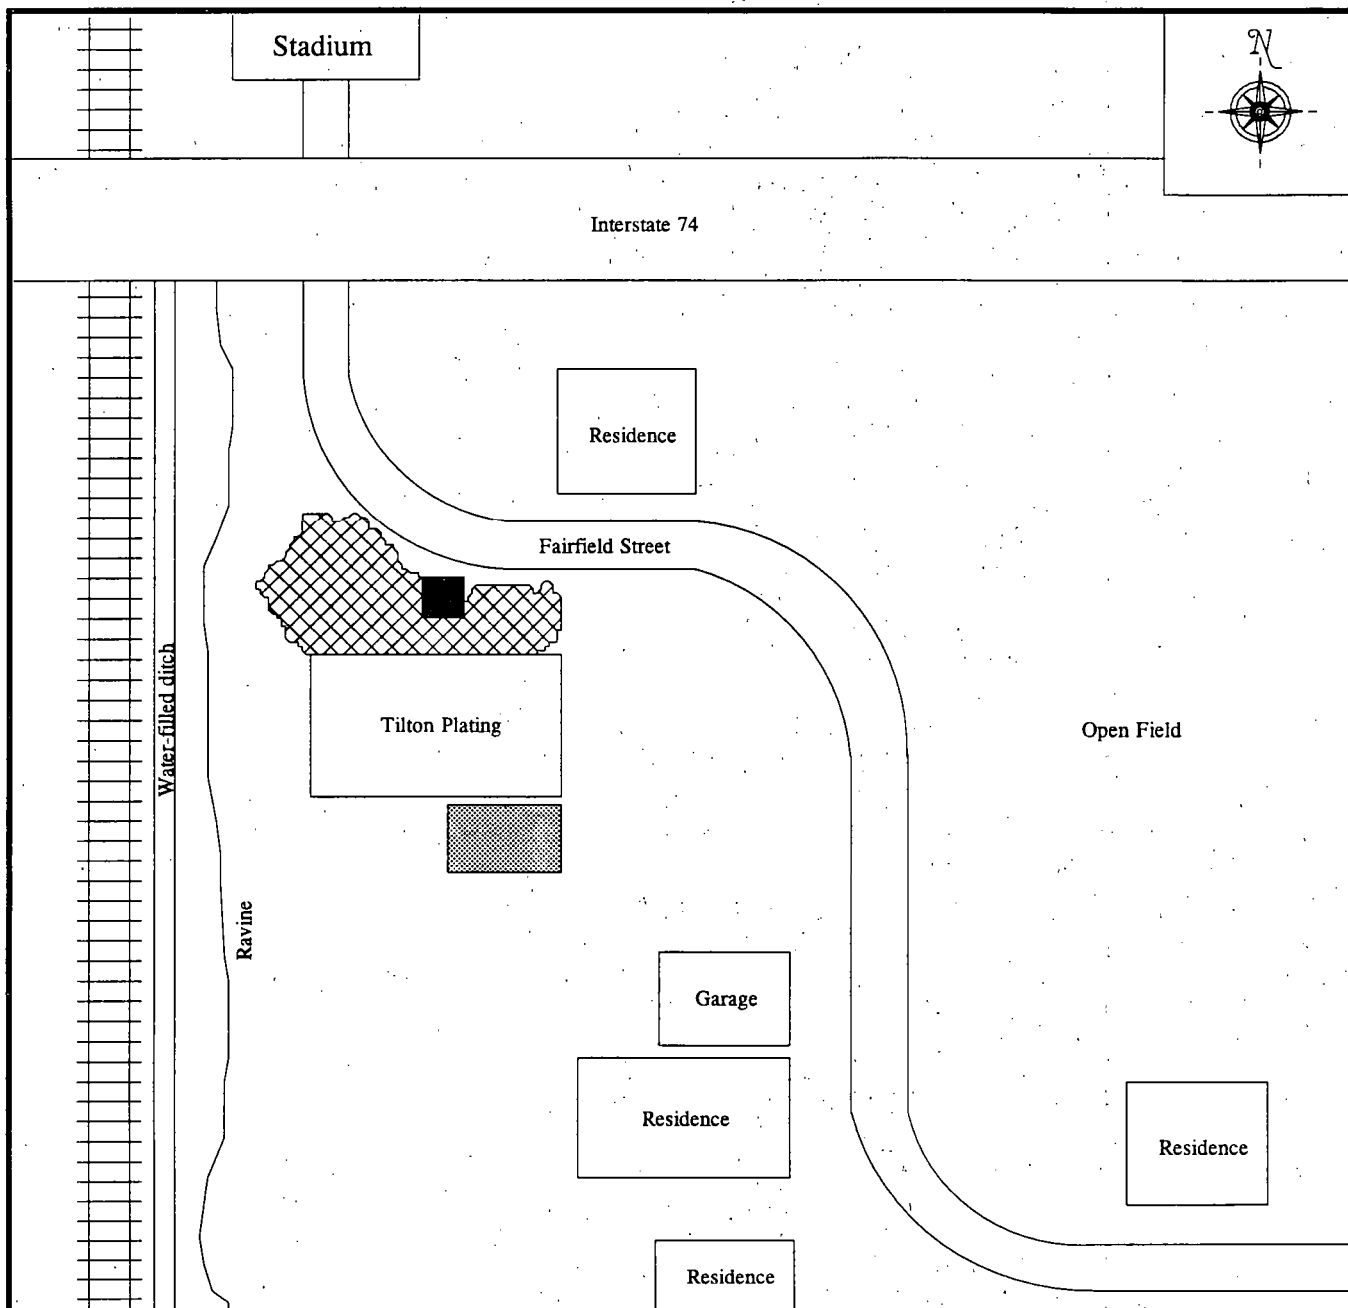 Stadium
N
Interstate 74
Residence
Fairfield Street
Water-filled ditch
Tilton Plating
Open Field
Ravine
Garage
Residence
Residence
Residence